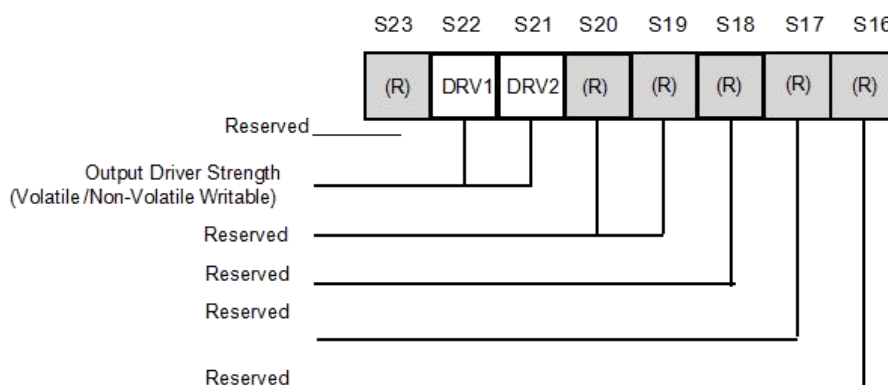 S23 S22 S21 S20 S19 S18 S17 S16
(R) DRV1 DRV2 (R) (R) (R) (R) (R)
Reserved
Output Driver Strength
(Volatile/Non-Volatile Writable)
Reserved
Reserved
Reserved
Reserved